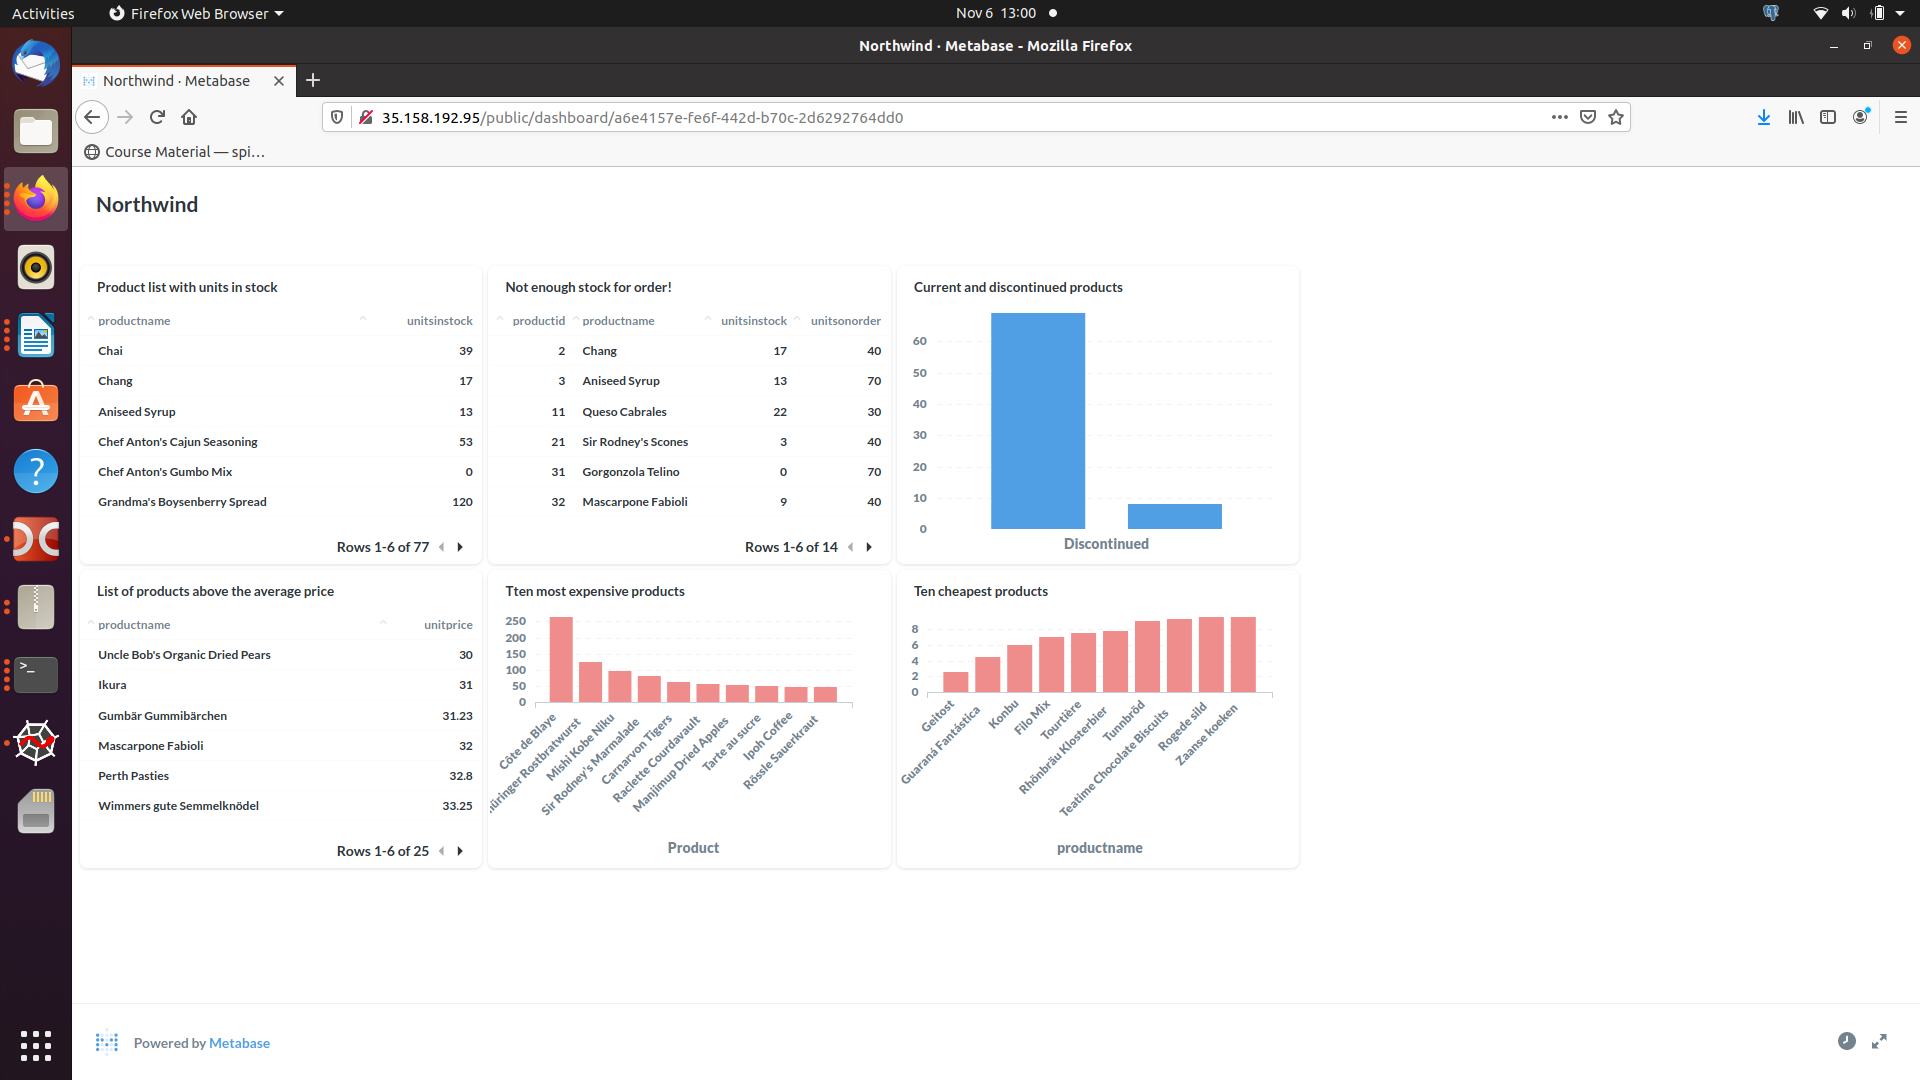 Activities Firefox Web Browser Nov 6 13:00
Northwind · Metabase - Mozilla Firefox
Northwind · Metabase
35.158.192.95/public/dashboard/a6e4157e-fe6f-442d-b70c-2d6292764dd0
Course Material — spi…
Northwind
Product list with units in stock
productname unitsinstock
Chai 39
Chang 17
Aniseed Syrup 13
Chef Anton's Cajun Seasoning 53
Chef Anton's Gumbo Mix 0
Grandma's Boysenberry Spread 120
Rows 1-6 of 77
Not enough stock for order!
productid productname unitsinstock unitsonorder
2 Chang 17 40
3 Aniseed Syrup 13 70
11 Queso Cabrales 22 30
21 Sir Rodney's Scones 3 40
31 Gorgonzola Telino 0 70
32 Mascarpone Fabioli 9 40
Rows 1-6 of 14
Current and discontinued products
60
50
40
30
20
10
0
Discontinued
List of products above the average price
productname unitprice
Uncle Bob's Organic Dried Pears 30
Ikura 31
Gumbär Gummibärchen 31.23
Mascarpone Fabioli 32
Perth Pasties 32.8
Wimmers gute Semmelknödel 33.25
Rows 1-6 of 25
Tten most expensive products
250
200
150
100
50
0
Côte de Blaye
üringer Rostbratwurst
Mishi Kobe Niku
Sir Rodney's Marmalade
Carnarvon Tigers
Raclette Courdavault
Manjimup Dried Apples
Tarte au sucre
Ipoh Coffee
Rössle Sauerkraut
Product
Ten cheapest products
8
6
4
2
0
Geitost
Guaraná Fantástica
Konbu
Filo Mix
Tourtière
Rhönbräu Klosterbier
Tunnbröd
Teatime Chocolate Biscuits
Rogede sild
Zaanse koeken
productname
Powered by Metabase